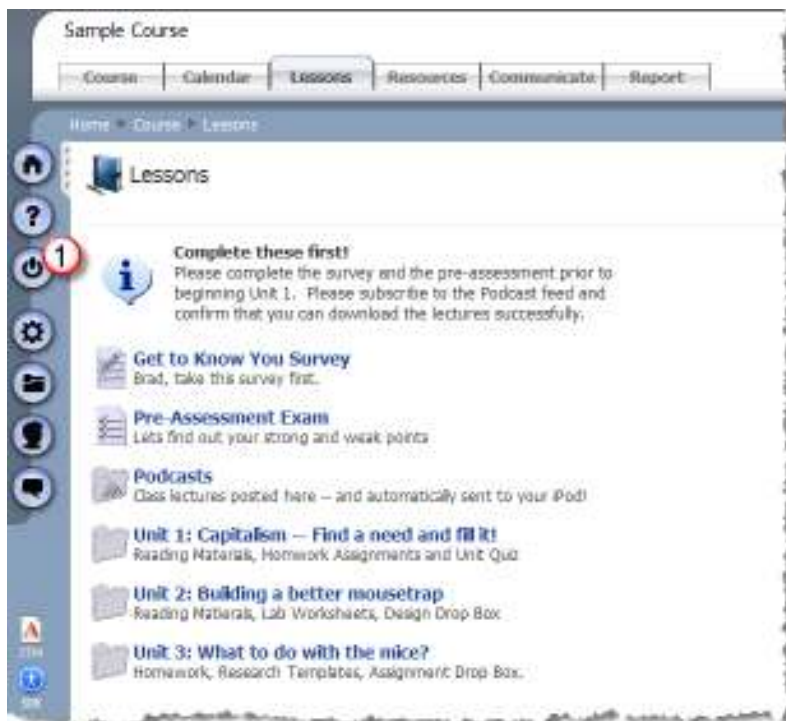 Sample Course
Course Calendar Lessons Resources Communicate Report
Home Course Lessons
Lessons
?
1
i
Complete these first!
Please complete the survey and the pre-assessment prior to
beginning Unit 1. Please subscribe to the Podcast feed and
confirm that you can download the lectures successfully.
Get to Know You Survey
Brad, take this survey first.
Pre-Assessment Exam
Lets find out your strong and weak points
Podcasts
Class lectures posted here -- and automatically sent to your iPod!
Unit 1: Capitalism -- Find a need and fill it!
Reading Materials, Homwork Assignments and Unit Quiz
Unit 2: Building a better mousetrap
Reading Matierals, Lab Worksheets, Design Drop Box
Unit 3: What to do with the mice?
Homework, Research Templates, Assignment Drop Box.
A